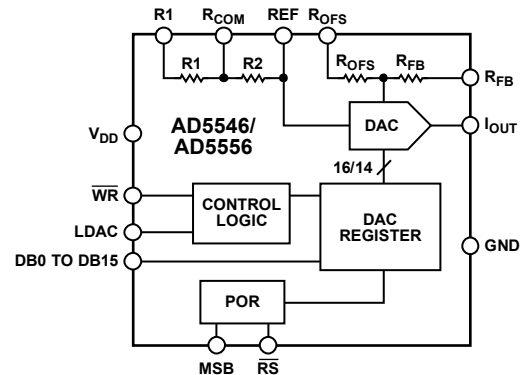 R1 RCOM REF ROFS
R1 R2 ROFS RFB
RFB
VDD
AD5546/
AD5556
DAC
IOUT
16/14
WR
LDAC
DB0 TO DB15
CONTROL
LOGIC
DAC
REGISTER
GND
POR
MSB RS